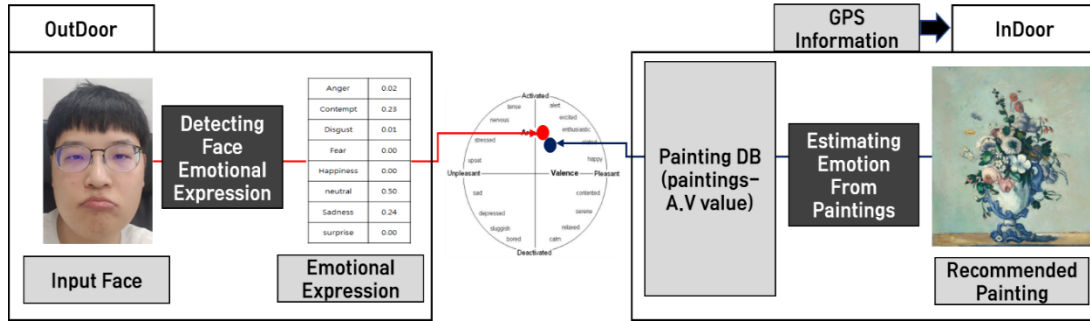 OutDoor
GPS
Information
InDoor
Detecting
Face
Emotional
Expression
Anger 0.02
Contempt 0.23
Disgust 0.01
Fear 0.00
Happiness 0.00
neutral 0.50
Sadness 0.24
surprise 0.00
Input Face
Emotional
Expression
Activated
tense
alert
nervous
excited
enthusiastic
stressed
upset
happy
Unpleasant
Valence
Pleasant
sad
contented
depressed
serene
sluggish
relaxed
bored
calm
Deactivated
Painting DB
(paintings-
A.V value)
Estimating
Emotion
From
Paintings
Recommended
Painting